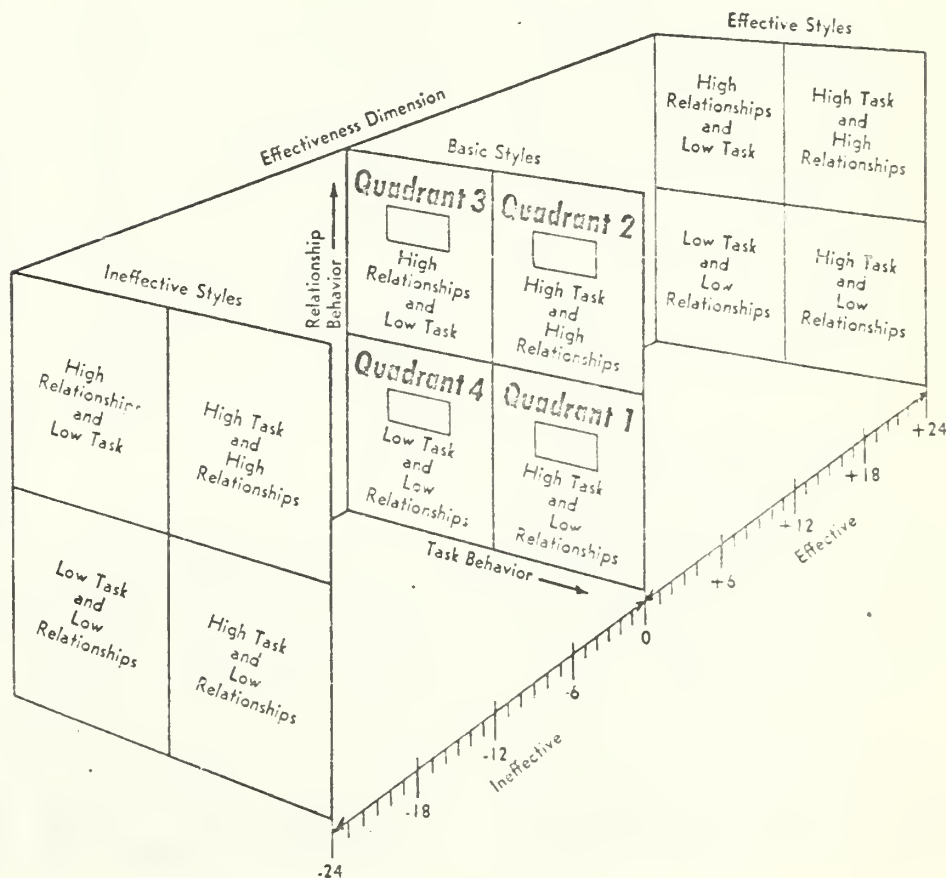 Effective Styles
High
Relationships
and
Low Task
High Task
and
High
Relationships
Low Task
and
Low
Relationships
High Task
and
Low
Relationships
Effectiveness Dimension
Basic Styles
Relationship
Behavior
Quadrant 3
High
Relationships
and
Low Task
Quadrant 2
High Task
and
High
Relationships
Quadrant 4
Low Task
and
Low
Relationships
Quadrant 1
High Task
and
Low
Relationships
Task Behavior
Ineffective Styles
High
Relationships
and
Low Task
High Task
and
High
Relationships
Low Task
and
Low
Relationships
High Task
and
Low
Relationships
+24
+18
+12
+6
Effective
0
-6
-12
Ineffective
-18
-24